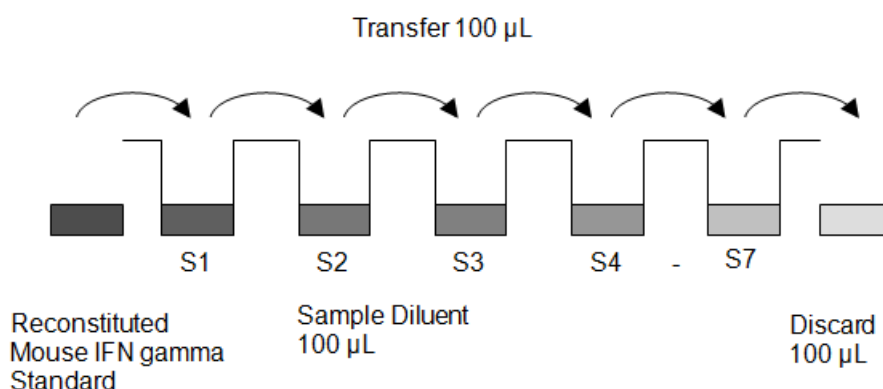 Transfer 100 µL
S1 S2 S3 S4 - S7
Reconstituted
Mouse IFN gamma
Standard
Sample Diluent
100 µL
Discard
100 µL